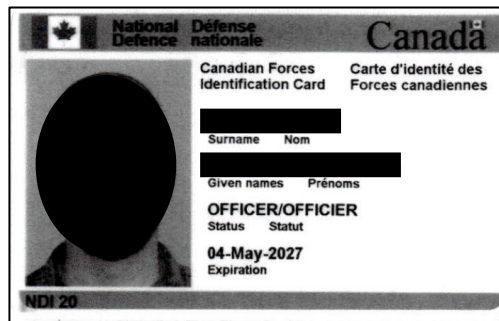 National Défense
Defence nationale
Canada
Canadian Forces Carte d'identité des
Identification Card Forces canadiennes
Surname Nom
Given names Prénoms
OFFICER/OFFICIER
Status Statut
04-May-2027
Expiration
NDI 20